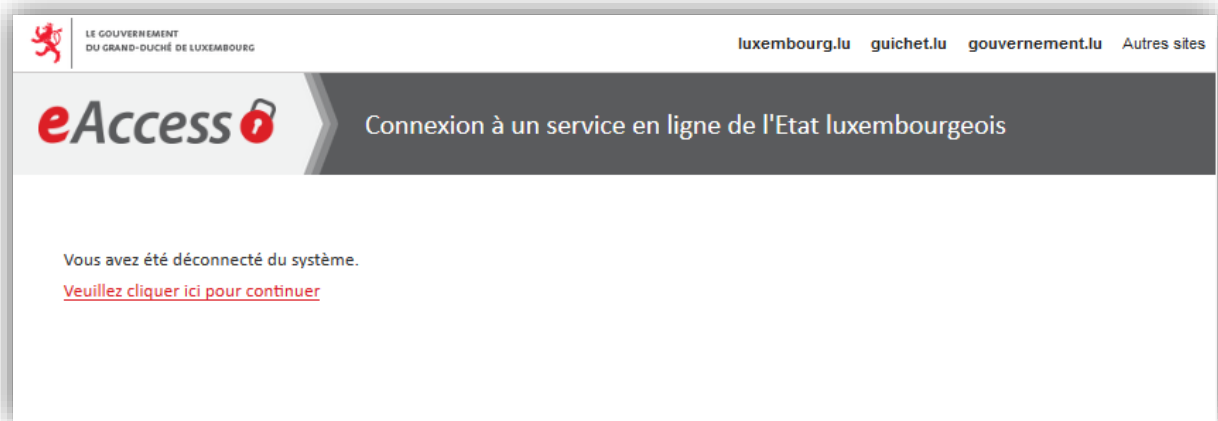 LE GOUVERNEMENT
DU GRAND-DUCHÉ DE LUXEMBOURG
luxembourg.lu guichet.lu gouvernement.lu Autres sites
eAccess
Connexion à un service en ligne de l'Etat luxembourgeois
Vous avez été déconnecté du système.
Veuillez cliquer ici pour continuer